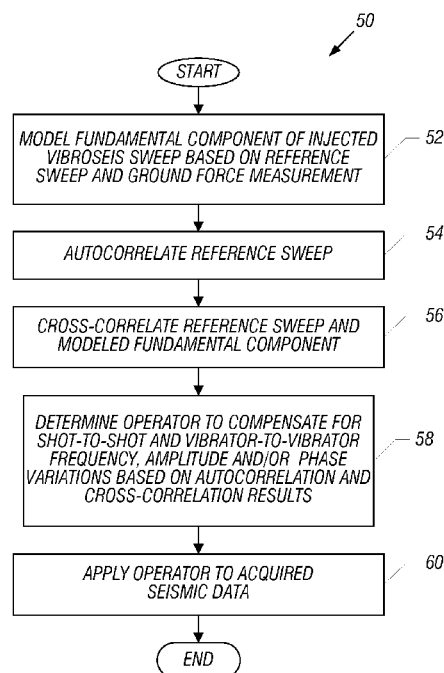 50
START
MODEL FUNDAMENTAL COMPONENT OF INJECTED
VIBROSEIS SWEEP BASED ON REFERENCE
SWEEP AND GROUND FORCE MEASUREMENT
52
AUTOCORRELATE REFERENCE SWEEP
54
CROSS-CORRELATE REFERENCE SWEEP AND
MODELED FUNDAMENTAL COMPONENT
56
DETERMINE OPERATOR TO COMPENSATE FOR
SHOT-TO-SHOT AND VIBRATOR-TO-VIBRATOR
FREQUENCY, AMPLITUDE AND/OR PHASE
VARIATIONS BASED ON AUTOCORRELATION AND
CROSS-CORRELATION RESULTS
58
APPLY OPERATOR TO ACQUIRED
SEISMIC DATA
60
END